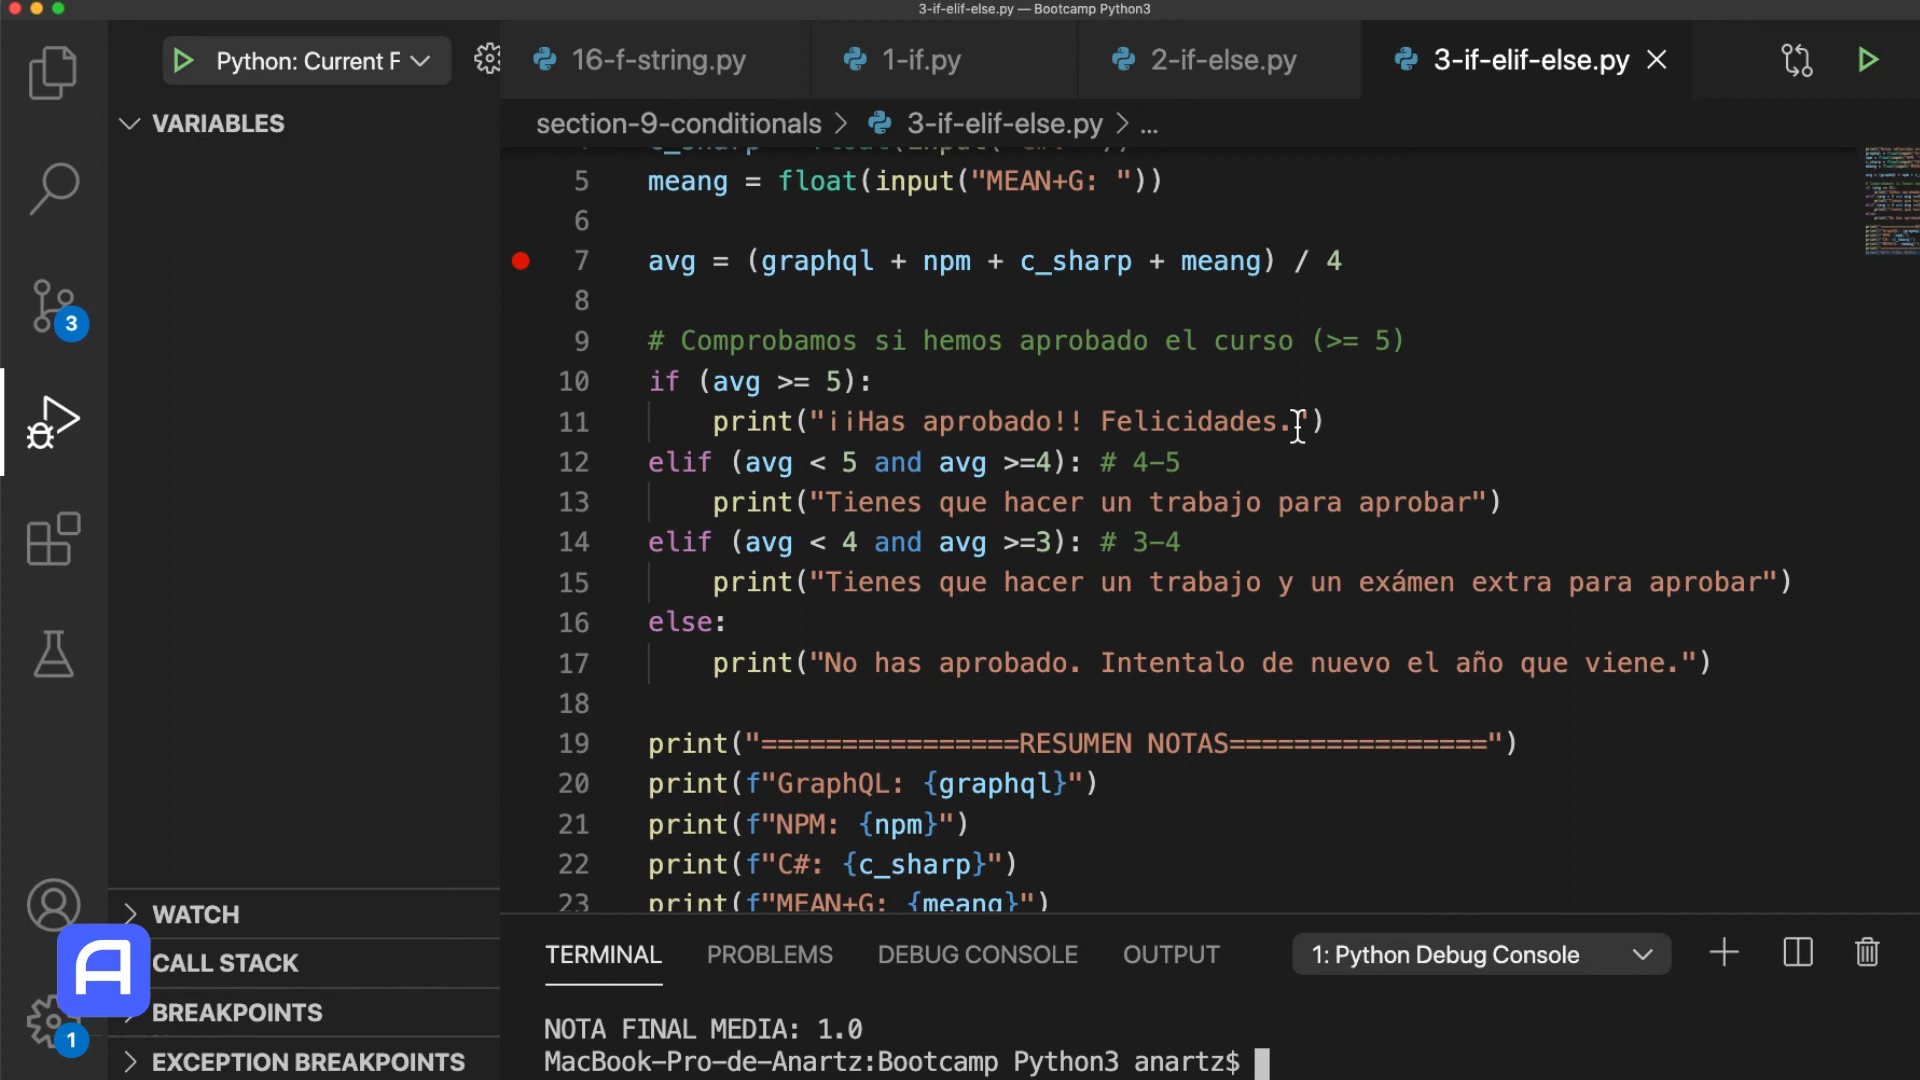 3-if-elif-else.py — Bootcamp Python3
Python: Current F
16-f-string.py
1-if.py
2-if-else.py
3-if-elif-else.py
VARIABLES
section-9-conditionals > 3-if-elif-else.py > ...
5 meang = float(input("MEAN+G: "))
6
7 avg = (graphql + npm + c_sharp + meang) / 4
8
9 # Comprobamos si hemos aprobado el curso (>= 5)
10 if (avg >= 5):
11 print("¡¡Has aprobado!! Felicidades.")
12 elif (avg < 5 and avg >=4): # 4-5
13 print("Tienes que hacer un trabajo para aprobar")
14 elif (avg < 4 and avg >=3): # 3-4
15 print("Tienes que hacer un trabajo y un exámen extra para aprobar")
16 else:
17 print("No has aprobado. Intentalo de nuevo el año que viene.")
18
19 print("================RESUMEN NOTAS================")
20 print(f"GraphQL: {graphql}")
21 print(f"NPM: {npm}")
22 print(f"C#: {c_sharp}")
23 print(f"MEAN+G: {meang}")
3
1
WATCH
CALL STACK
BREAKPOINTS
EXCEPTION BREAKPOINTS
TERMINAL
PROBLEMS
DEBUG CONSOLE
OUTPUT
1: Python Debug Console
NOTA FINAL MEDIA: 1.0
MacBook-Pro-de-Anartz:Bootcamp Python3 anartz$